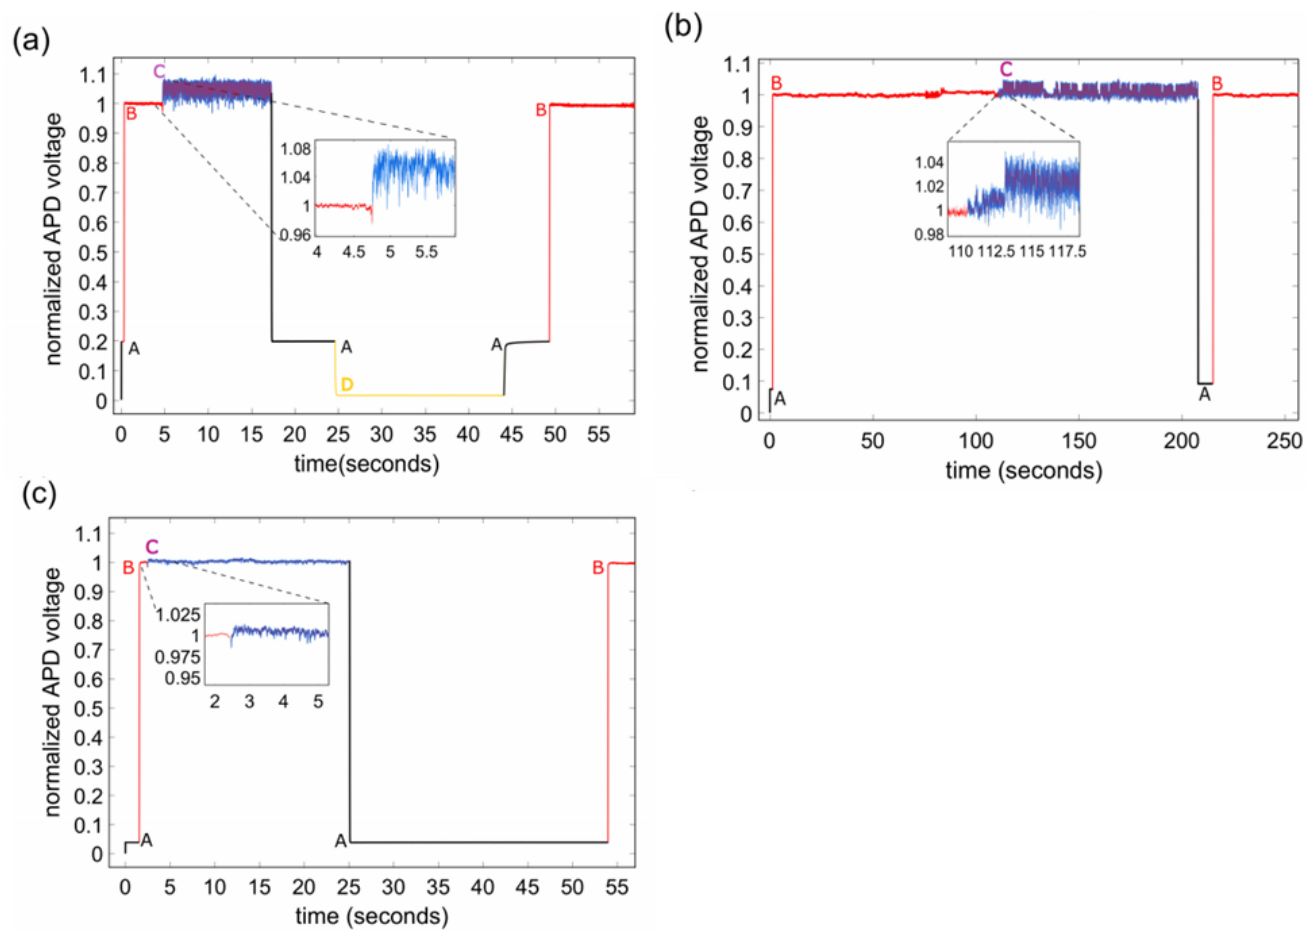 (a)
normalized APD voltage
1.1
1
0.9
0.8
0.7
0.6
0.5
0.4
0.3
0.2
0.1
0
C
B
B
A
A
A
D
1.08
1.04
1
0.96
4 4.5 5 5.5
0 5 10 15 20 25 30 35 40 45 50 55
time(seconds)
(b)
normalized APD voltage
1.1
1
0.9
0.8
0.7
0.6
0.5
0.4
0.3
0.2
0.1
0
B
C
B
A
A
1.04
1.02
1
0.98
110 112.5 115 117.5
0 50 100 150 200 250
time (seconds)
(c)
normalized APD voltage
1.1
1
0.9
0.8
0.7
0.6
0.5
0.4
0.3
0.2
0.1
0
C
B
B
A
A
1.025
1
0.975
0.95
2 3 4 5
0 5 10 15 20 25 30 35 40 45 50 55
time (seconds)